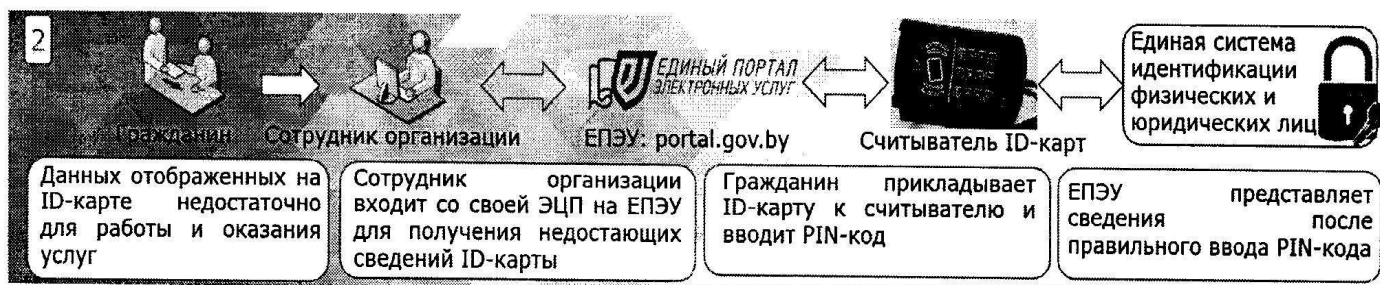 2
Гражданин
Сотрудник организации
ЕДИНЫЙ ПОРТАЛ
ЭЛЕКТРОННЫХ УСЛУГ
ЕПЭУ: portal.gov.by
Считыватель ID-карт
Единая система
идентификации
физических и
юридических лиц
Данных отображенных на
ID-карте недостаточно
для работы и оказания
услуг
Сотрудник организации
входит со своей ЭЦП на ЕПЭУ
для получения недостающих
сведений ID-карты
Гражданин прикладывает
ID-карту к считывателю и
вводит PIN-код
ЕПЭУ представляет
сведения после
правильного ввода PIN-кода